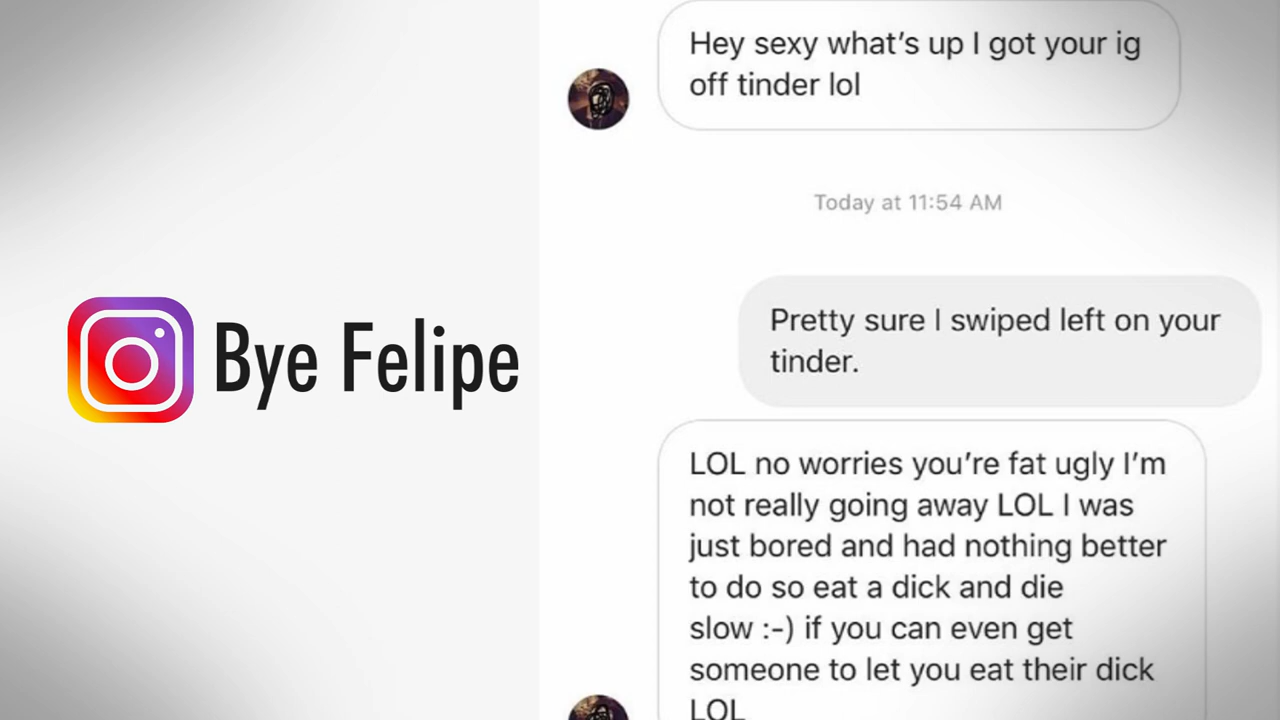 Bye Felipe
Hey sexy what's up I got your ig
off tinder lol
Today at 11:54 AM
Pretty sure I swiped left on your
tinder.
LOL no worries you're fat ugly I'm
not really going away LOL I was
just bored and had nothing better
to do so eat a dick and die
slow :-) if you can even get
someone to let you eat their dick
LOL